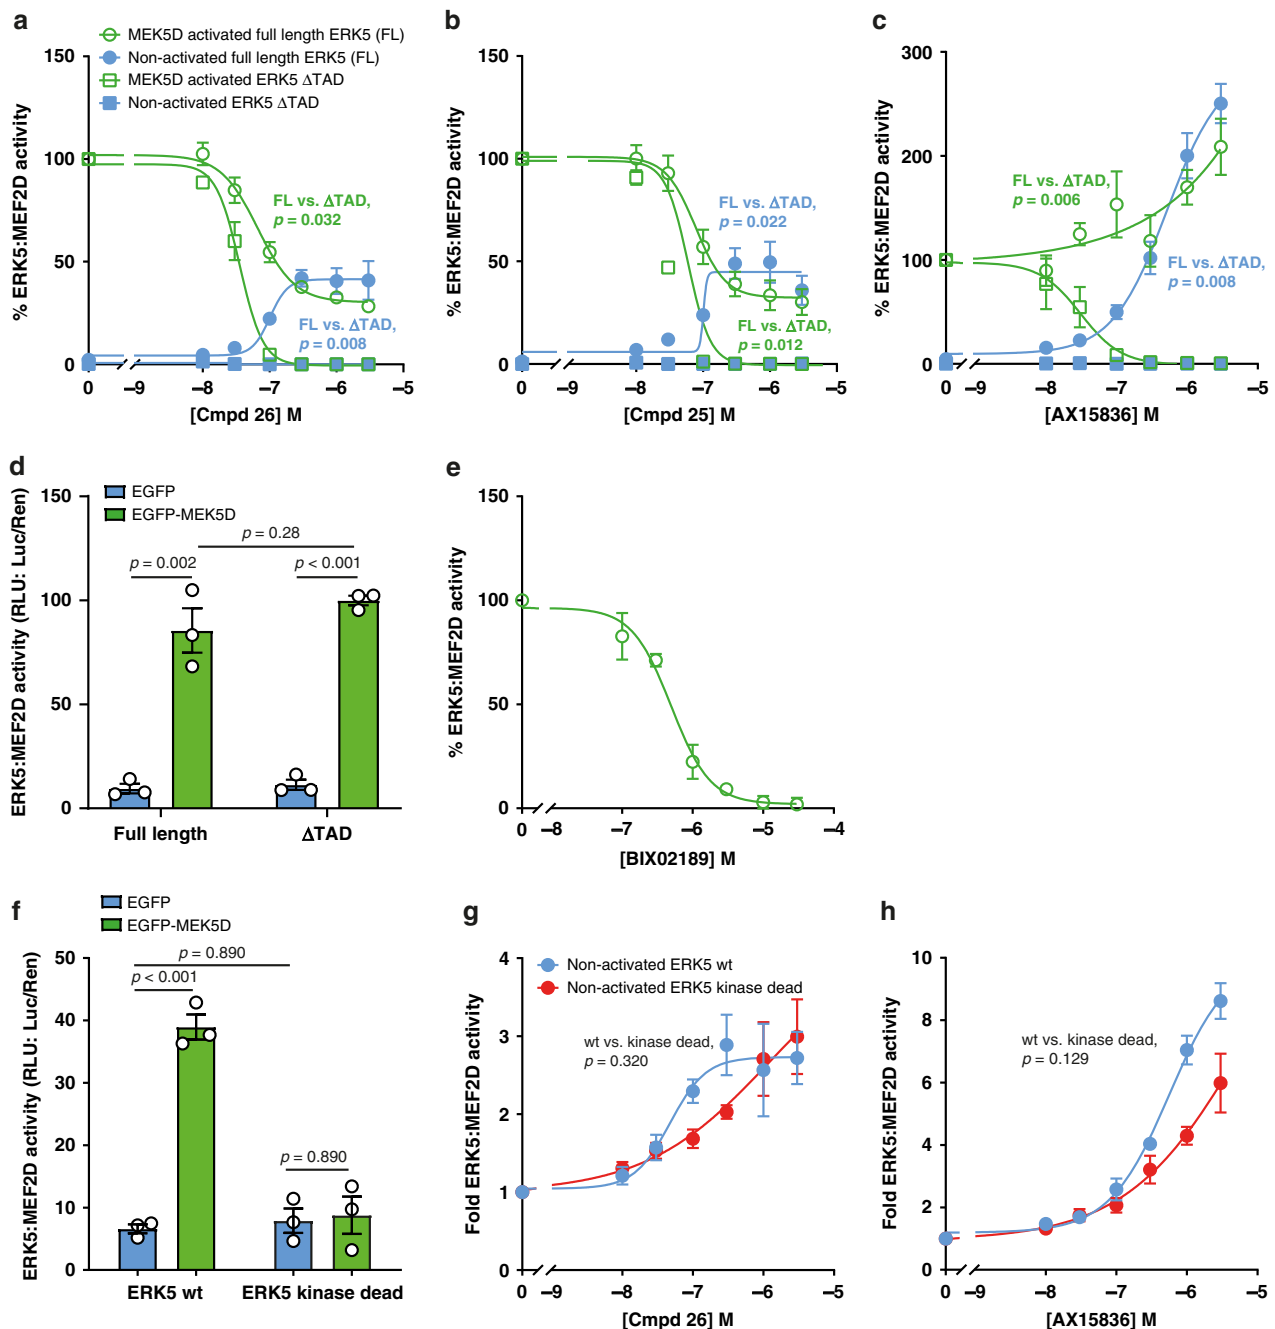 a
MEK5D activated full length ERK5 (FL)
Non-activated full length ERK5 (FL)
MEK5D activated ERK5 ΔTAD
Non-activated ERK5 ΔTAD
% ERK5:MEF2D activity
150
100
50
0
FL vs. ΔTAD,
p = 0.032
FL vs. ΔTAD,
p = 0.008
0 –9 –8 –7 –6 –5
[Cmpd 26] M
b
% ERK5:MEF2D activity
150
100
50
0
FL vs. ΔTAD,
p = 0.022
FL vs. ΔTAD,
p = 0.012
0 –9 –8 –7 –6 –5
[Cmpd 25] M
c
% ERK5:MEF2D activity
300
200
100
0
FL vs. ΔTAD,
p = 0.006
FL vs. ΔTAD,
p = 0.008
0 –9 –8 –7 –6 –5
[AX15836] M
d
EGFP
EGFP-MEK5D
ERK5:MEF2D activity (RLU: Luc/Ren)
150
100
50
0
p = 0.28
p = 0.002
p < 0.001
Full length ΔTAD
e
% ERK5:MEF2D activity
150
100
50
0
0 –8 –7 –6 –5 –4
[BIX02189] M
f
EGFP
EGFP-MEK5D
ERK5:MEF2D activity (RLU: Luc/Ren)
50
40
30
20
10
0
p = 0.890
p < 0.001
p = 0.890
ERK5 wt ERK5 kinase dead
g
Non-activated ERK5 wt
Non-activated ERK5 kinase dead
Fold ERK5:MEF2D activity
4
3
2
1
0
wt vs. kinase dead,
p = 0.320
0 –9 –8 –7 –6 –5
[Cmpd 26] M
h
Fold ERK5:MEF2D activity
10
8
6
4
2
0
wt vs. kinase dead,
p = 0.129
0 –9 –8 –7 –6 –5
[AX15836] M